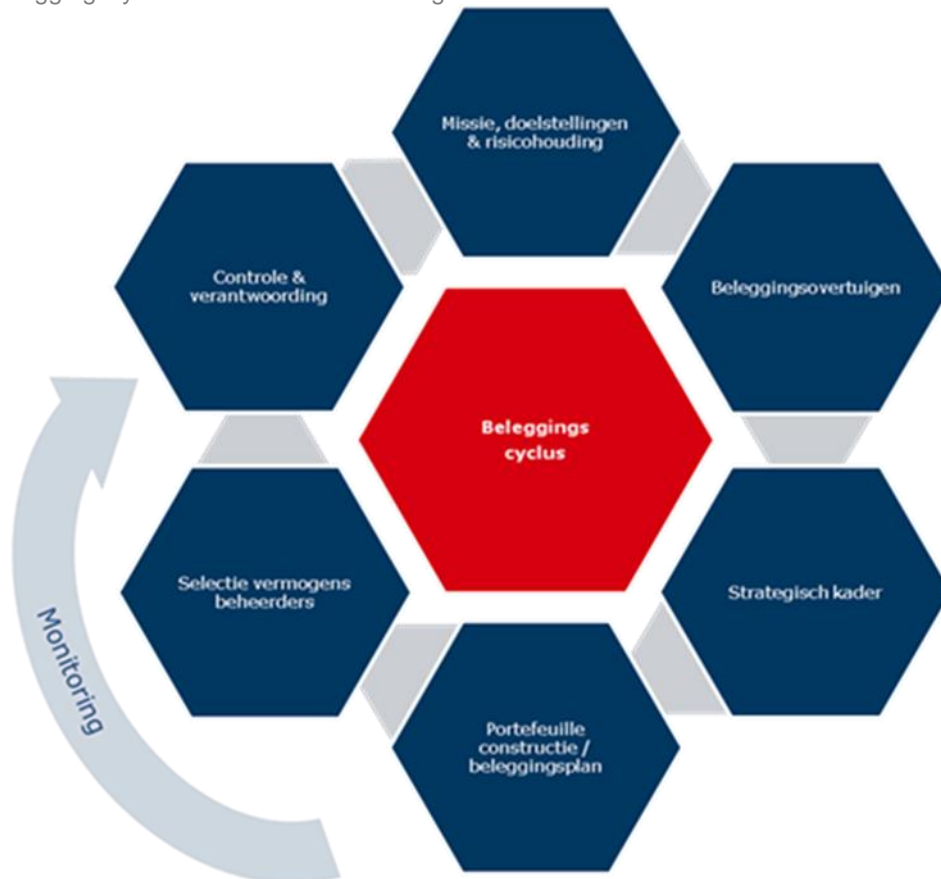 Missie, doelstellingen
& risicohouding
Controle &
verantwoording
Beleggingsovertuigen
Beleggings
cyclus
Selectie vermogens
beheerders
Strategisch kader
Monitoring
Portefeuille
constructie /
beleggingsplan